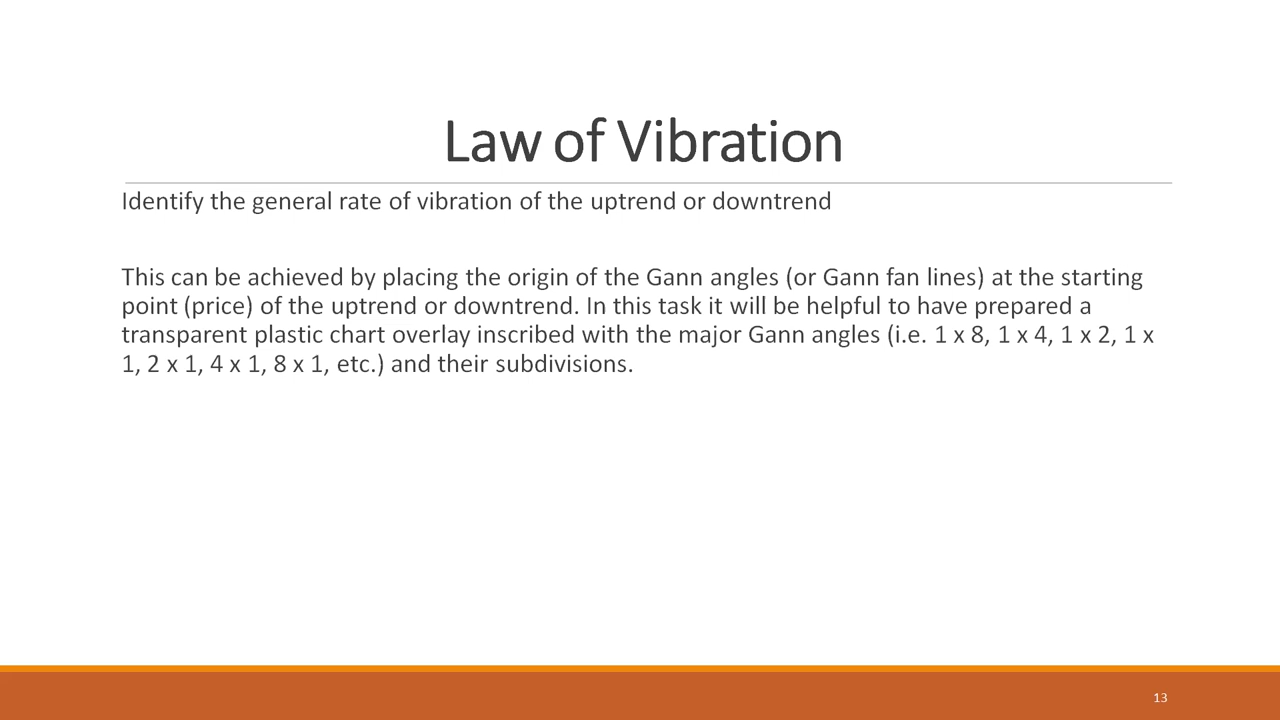 Law of Vibration
Identify the general rate of vibration of the uptrend or downtrend
This can be achieved by placing the origin of the Gann angles (or Gann fan lines) at the starting
point (price) of the uptrend or downtrend. In this task it will be helpful to have prepared a
transparent plastic chart overlay inscribed with the major Gann angles (i.e. 1 x 8, 1 x 4, 1 x 2, 1 x
1, 2 x 1, 4 x 1, 8 x 1, etc.) and their subdivisions.
13